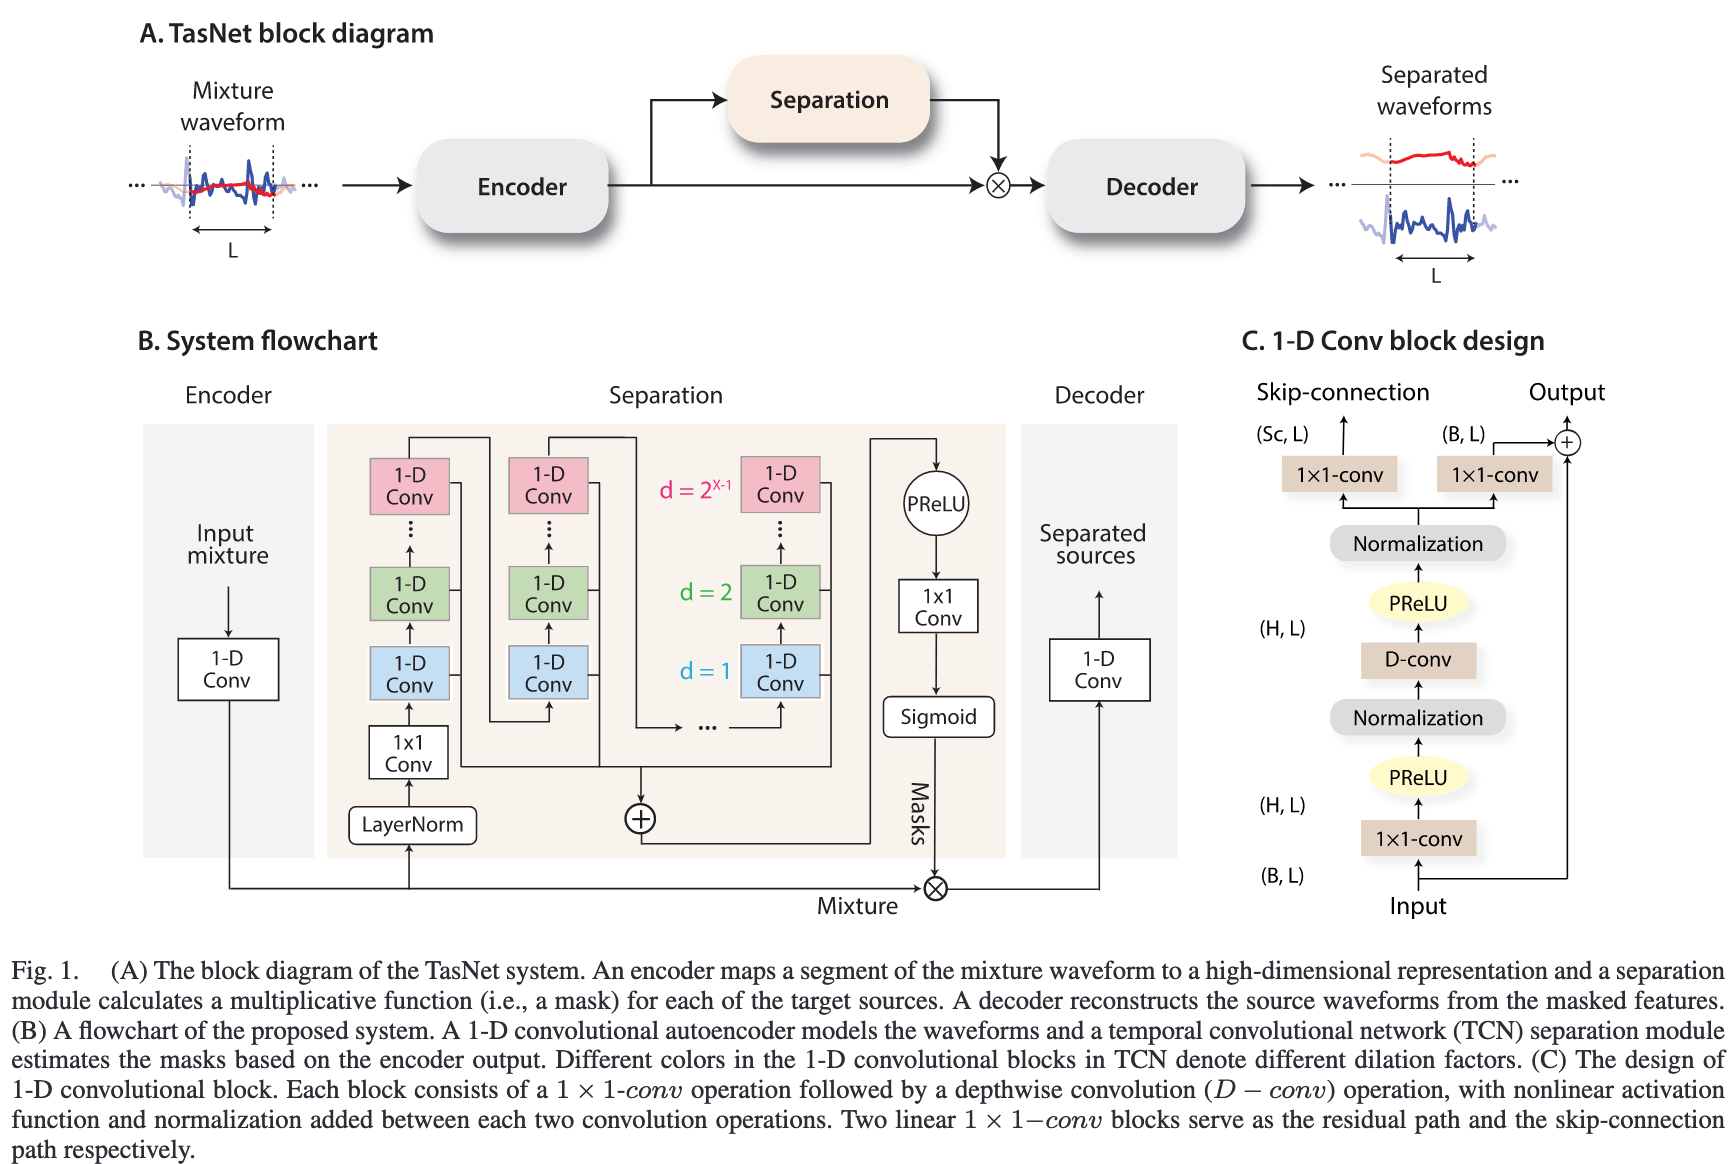 A. TasNet block diagram
Mixture
waveform
L
Encoder
Separation
Decoder
Separated
waveforms
L
B. System flowchart
Encoder
Separation
Decoder
Input
mixture
1-D
Conv
1-D
Conv
1-D
Conv
1-D
Conv
1x1
Conv
LayerNorm
1-D
Conv
1-D
Conv
1-D
Conv
d = 2^X-1
d = 2
d = 1
1-D
Conv
1-D
Conv
1-D
Conv
...
+
PReLU
1x1
Conv
Sigmoid
Masks
Mixture
Separated
sources
1-D
Conv
C. 1-D Conv block design
Skip-connection
Output
(Sc, L)
(B, L)
+
1×1-conv
1×1-conv
Normalization
PReLU
(H, L)
D-conv
Normalization
PReLU
(H, L)
1×1-conv
(B, L)
Input
Fig. 1. (A) The block diagram of the TasNet system. An encoder maps a segment of the mixture waveform to a high-dimensional representation and a separation
module calculates a multiplicative function (i.e., a mask) for each of the target sources. A decoder reconstructs the source waveforms from the masked features.
(B) A flowchart of the proposed system. A 1-D convolutional autoencoder models the waveforms and a temporal convolutional network (TCN) separation module
estimates the masks based on the encoder output. Different colors in the 1-D convolutional blocks in TCN denote different dilation factors. (C) The design of
1-D convolutional block. Each block consists of a 1 × 1-conv operation followed by a depthwise convolution (D − conv) operation, with nonlinear activation
function and normalization added between each two convolution operations. Two linear 1 × 1−conv blocks serve as the residual path and the skip-connection
path respectively.